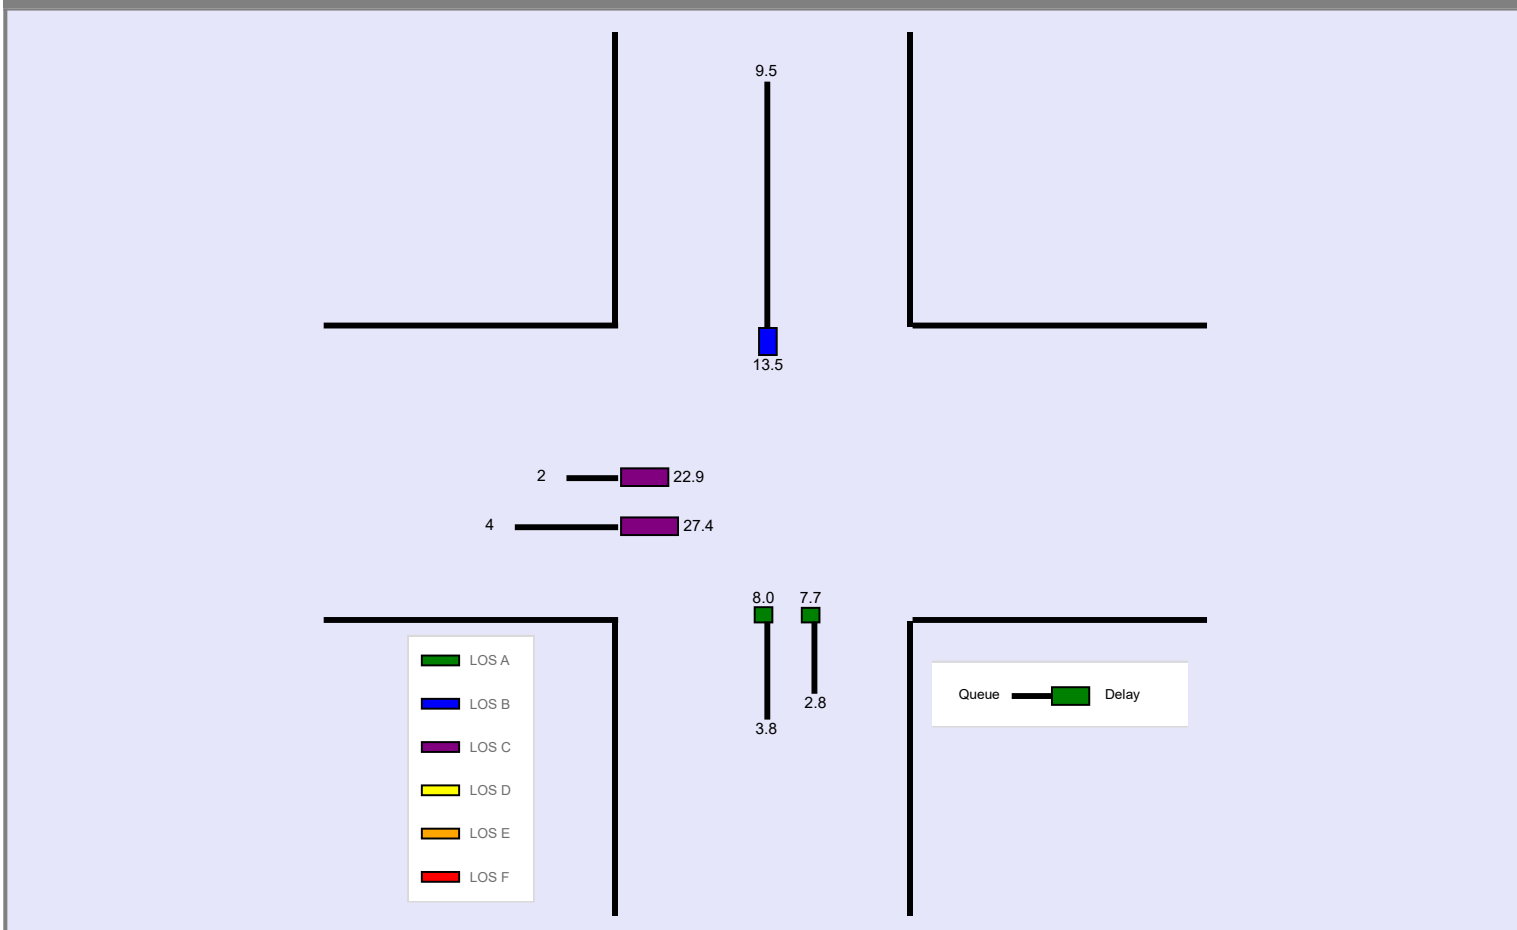 9.5
13.5
2
22.9
4
27.4
8.0 7.7
2.8
3.8
LOS A
LOS B
LOS C
LOS D
LOS E
LOS F
Queue Delay